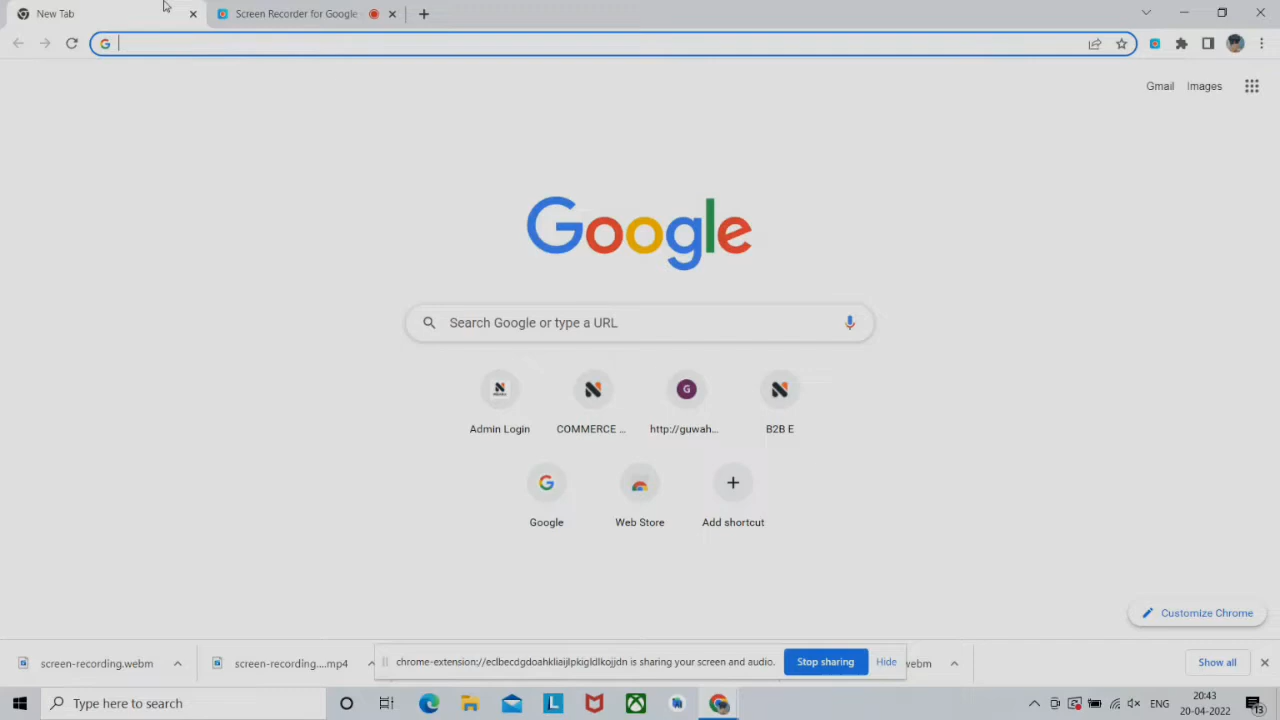 New Tab
Screen Recorder for Google
Gmail Images
Google
Search Google or type a URL
Admin Login
COMMERCE ...
G
http://guwah...
B2B E
Google
Web Store
Add shortcut
Customize Chrome
screen-recording.webm
screen-recording....mp4
chrome-extension://eclbecdgdoahkliaijlpkigldlkojjdn is sharing your screen and audio.
Stop sharing
Hide
webm
Show all
Type here to search
L
ENG
20:43
20-04-2022
13